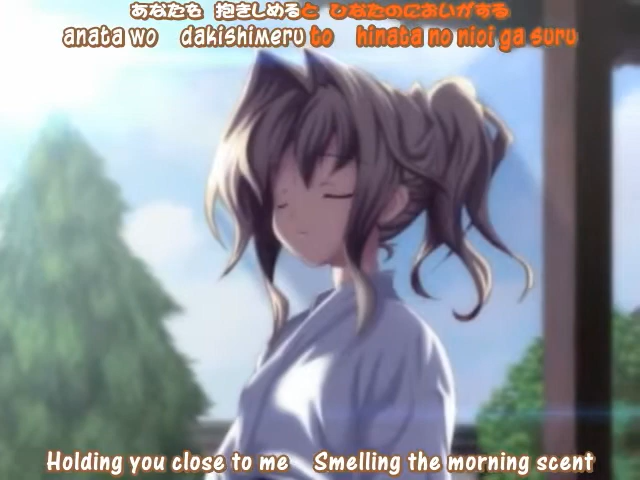 あなたを 抱きしめると ひなたのにおいがする
anata wo dakishimeru to hinata no nioi ga suru
Holding you close to me Smelling the morning scent